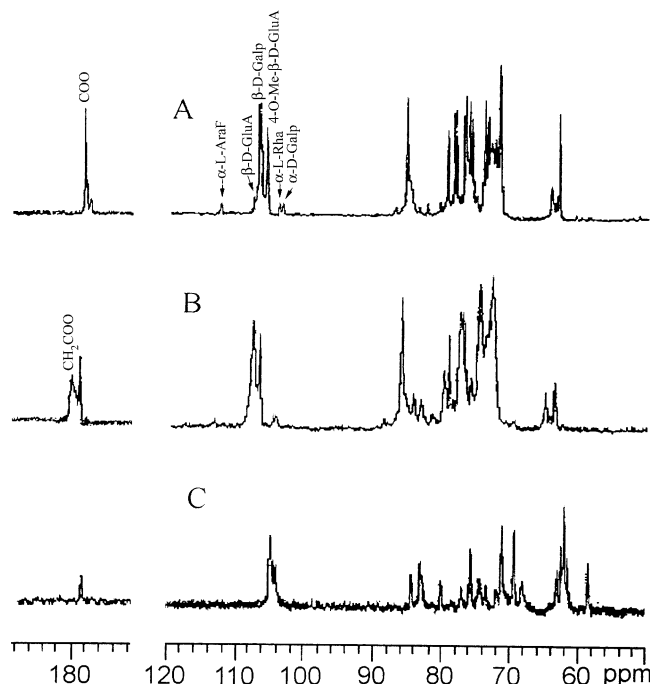 COO
A
α-L-AraF
β-D-GluA
β-D-Galp
4-O-Me-β-D-GluA
α-L-Rha
α-D-Galp
B
CH₂COO
C
180
120 110 100 90 80 70 60 ppm